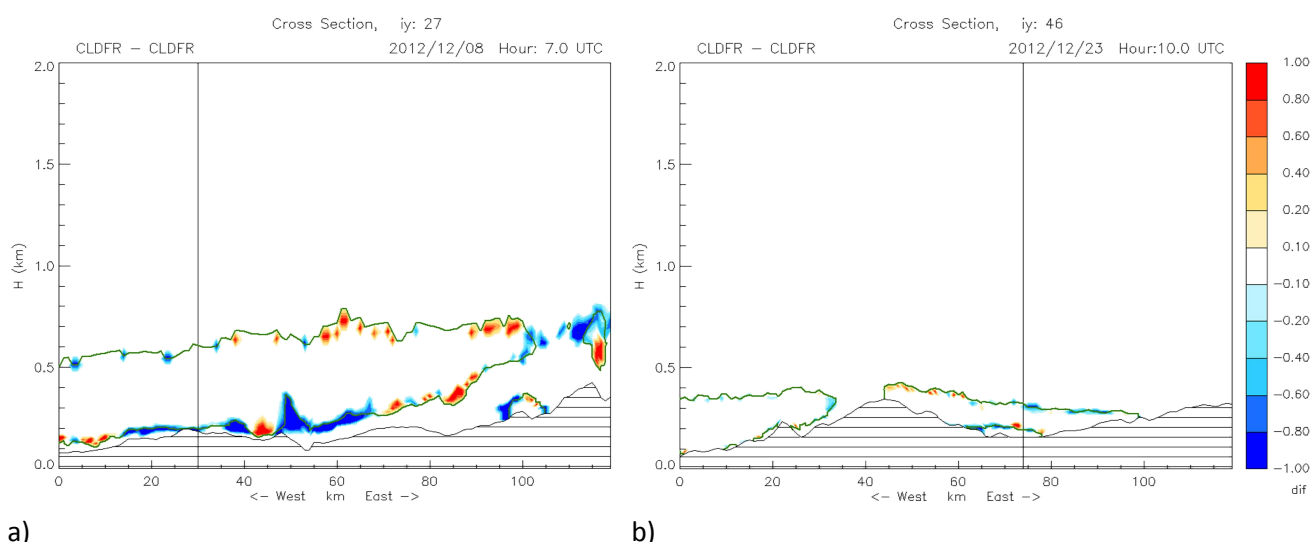 Cross Section, iy: 27
CLDFR − CLDFR 2012/12/08 Hour: 7.0 UTC
2.0
1.5
1.0
0.5
0.0
H (km)
0 20 40 60 80 100
<− West km East −>
a)
Cross Section, iy: 46
CLDFR − CLDFR 2012/12/23 Hour:10.0 UTC
2.0
1.5
1.0
0.5
0.0
H (km)
0 20 40 60 80 100
<− West km East −>
b)
1.00
0.80
0.60
0.40
0.20
0.10
−0.10
−0.20
−0.40
−0.60
−0.80
−1.00
dif